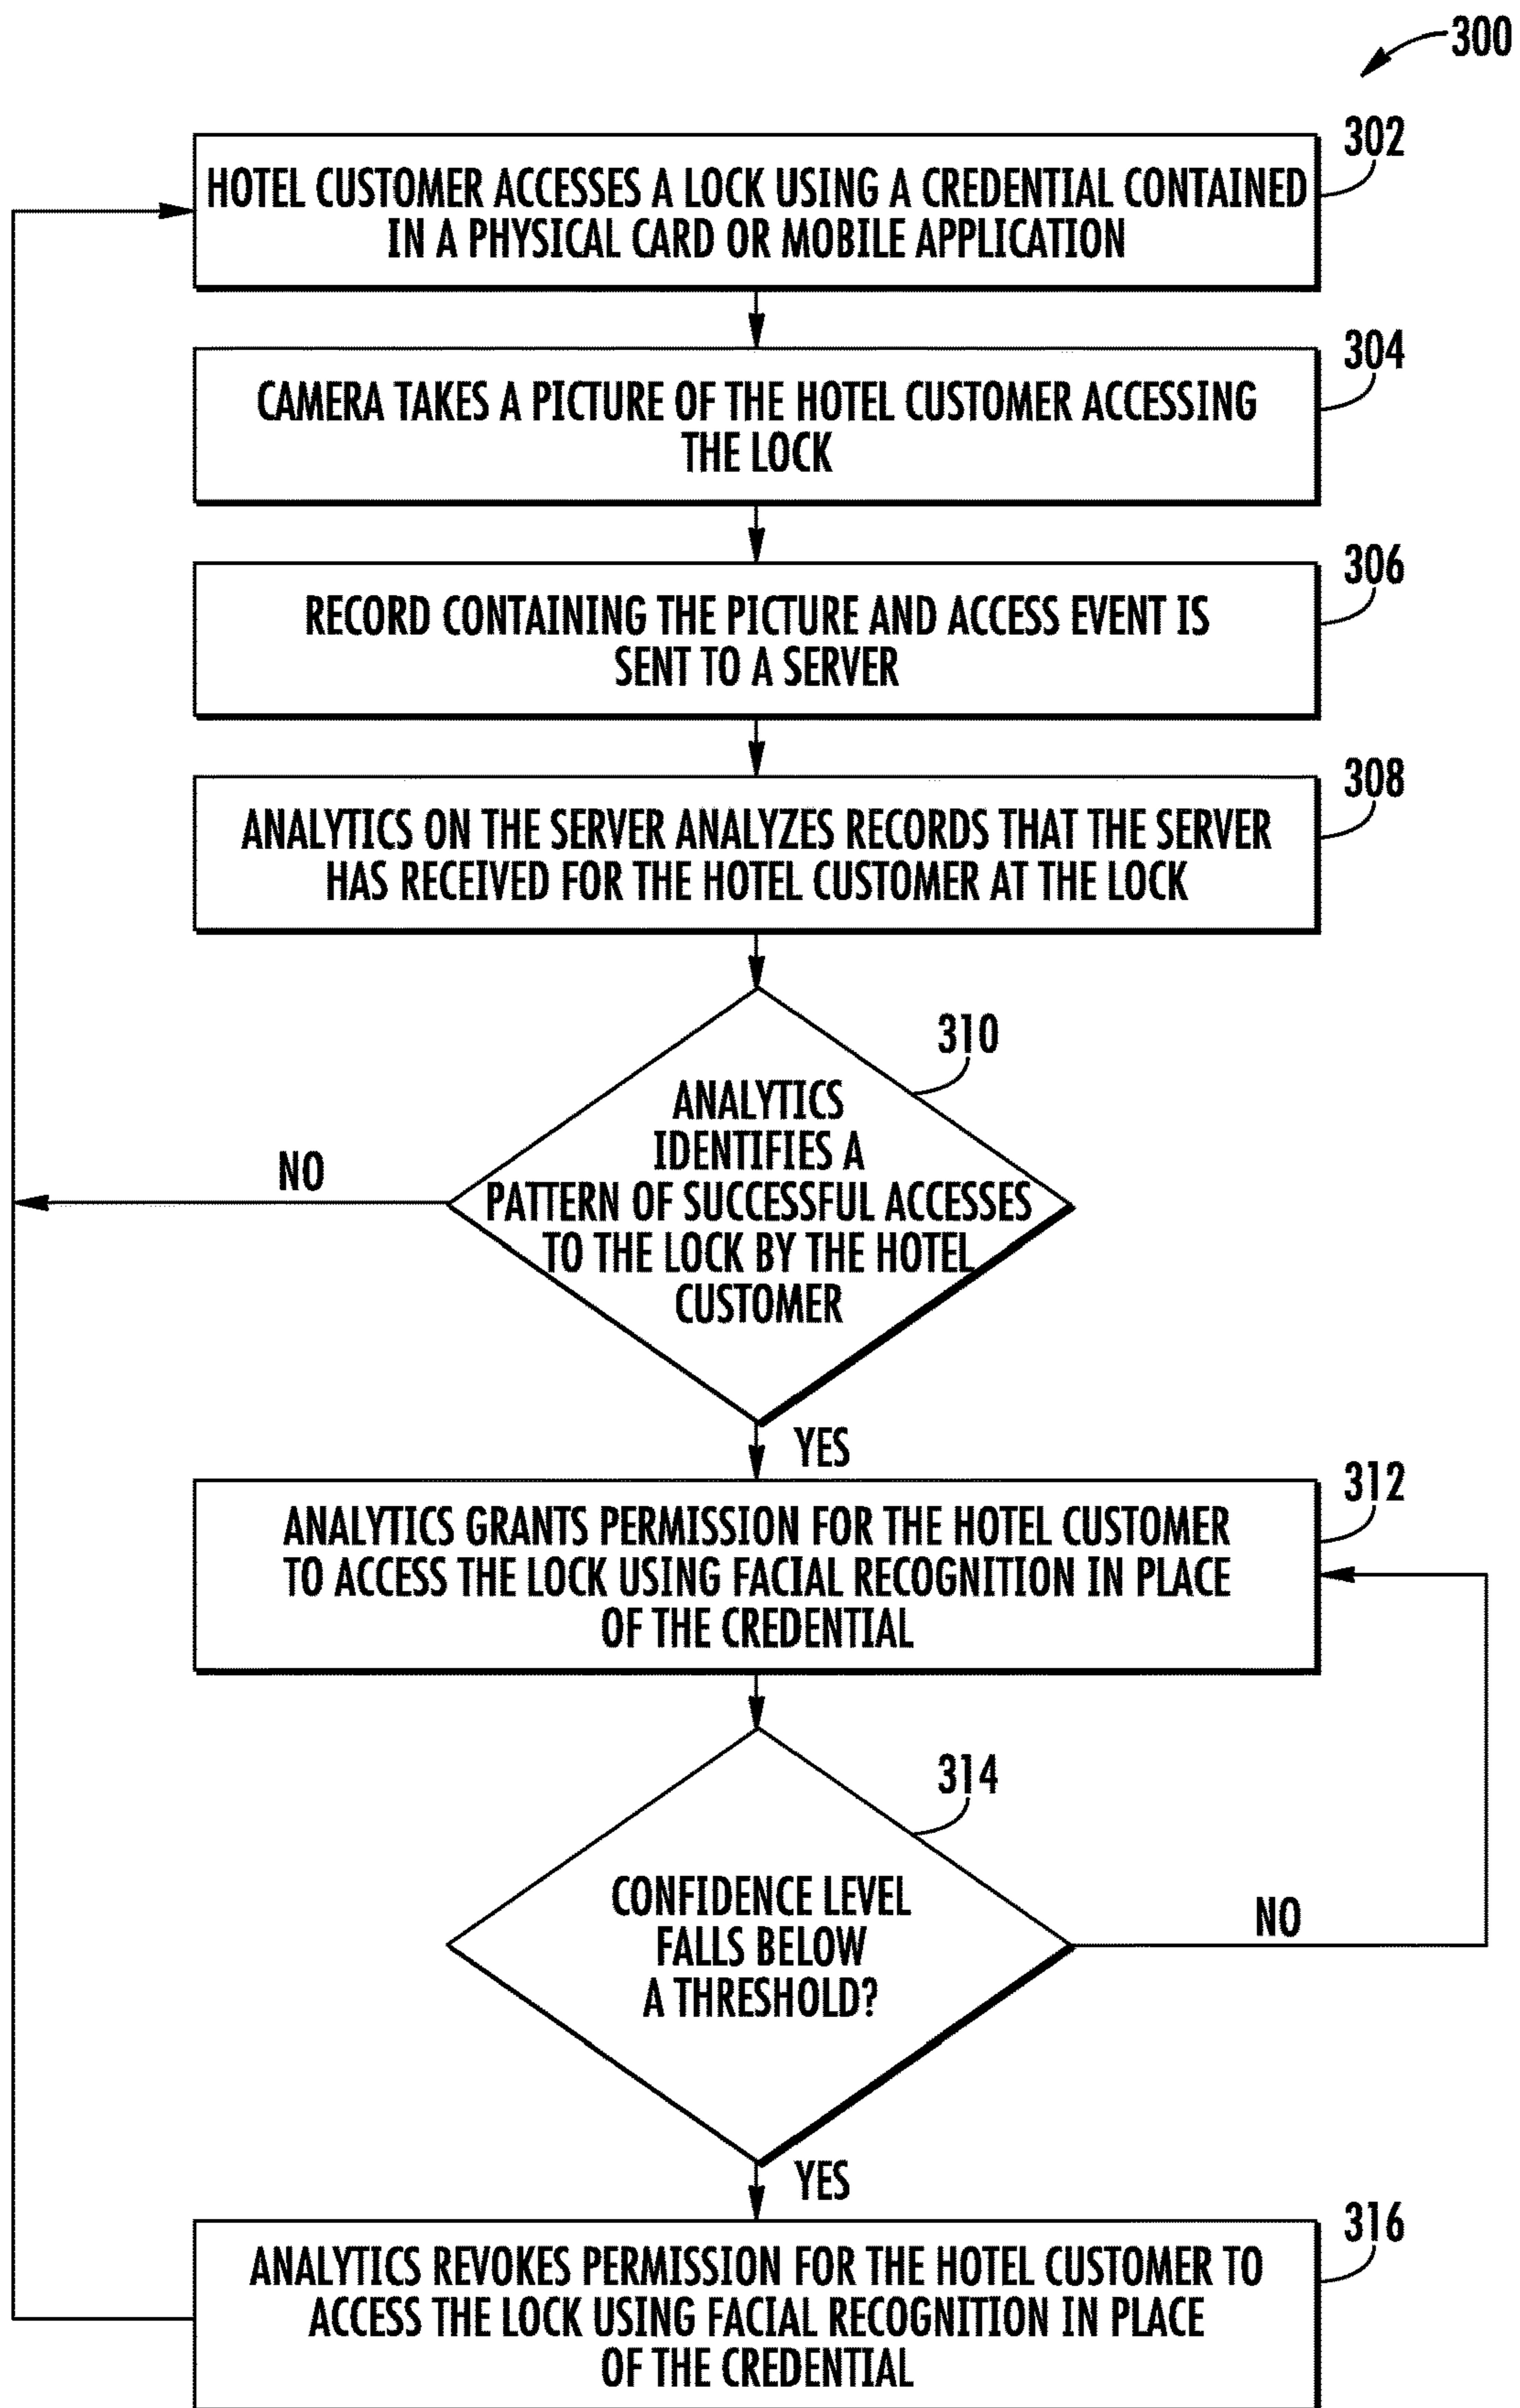 300
302
HOTEL CUSTOMER ACCESSES A LOCK USING A CREDENTIAL CONTAINED
IN A PHYSICAL CARD OR MOBILE APPLICATION
304
CAMERA TAKES A PICTURE OF THE HOTEL CUSTOMER ACCESSING
THE LOCK
306
RECORD CONTAINING THE PICTURE AND ACCESS EVENT IS
SENT TO A SERVER
308
ANALYTICS ON THE SERVER ANALYZES RECORDS THAT THE SERVER
HAS RECEIVED FOR THE HOTEL CUSTOMER AT THE LOCK
310
ANALYTICS
IDENTIFIES A
PATTERN OF SUCCESSFUL ACCESSES
TO THE LOCK BY THE HOTEL
CUSTOMER
NO
YES
312
ANALYTICS GRANTS PERMISSION FOR THE HOTEL CUSTOMER
TO ACCESS THE LOCK USING FACIAL RECOGNITION IN PLACE
OF THE CREDENTIAL
314
CONFIDENCE LEVEL
FALLS BELOW
A THRESHOLD?
NO
YES
316
ANALYTICS REVOKES PERMISSION FOR THE HOTEL CUSTOMER TO
ACCESS THE LOCK USING FACIAL RECOGNITION IN PLACE
OF THE CREDENTIAL